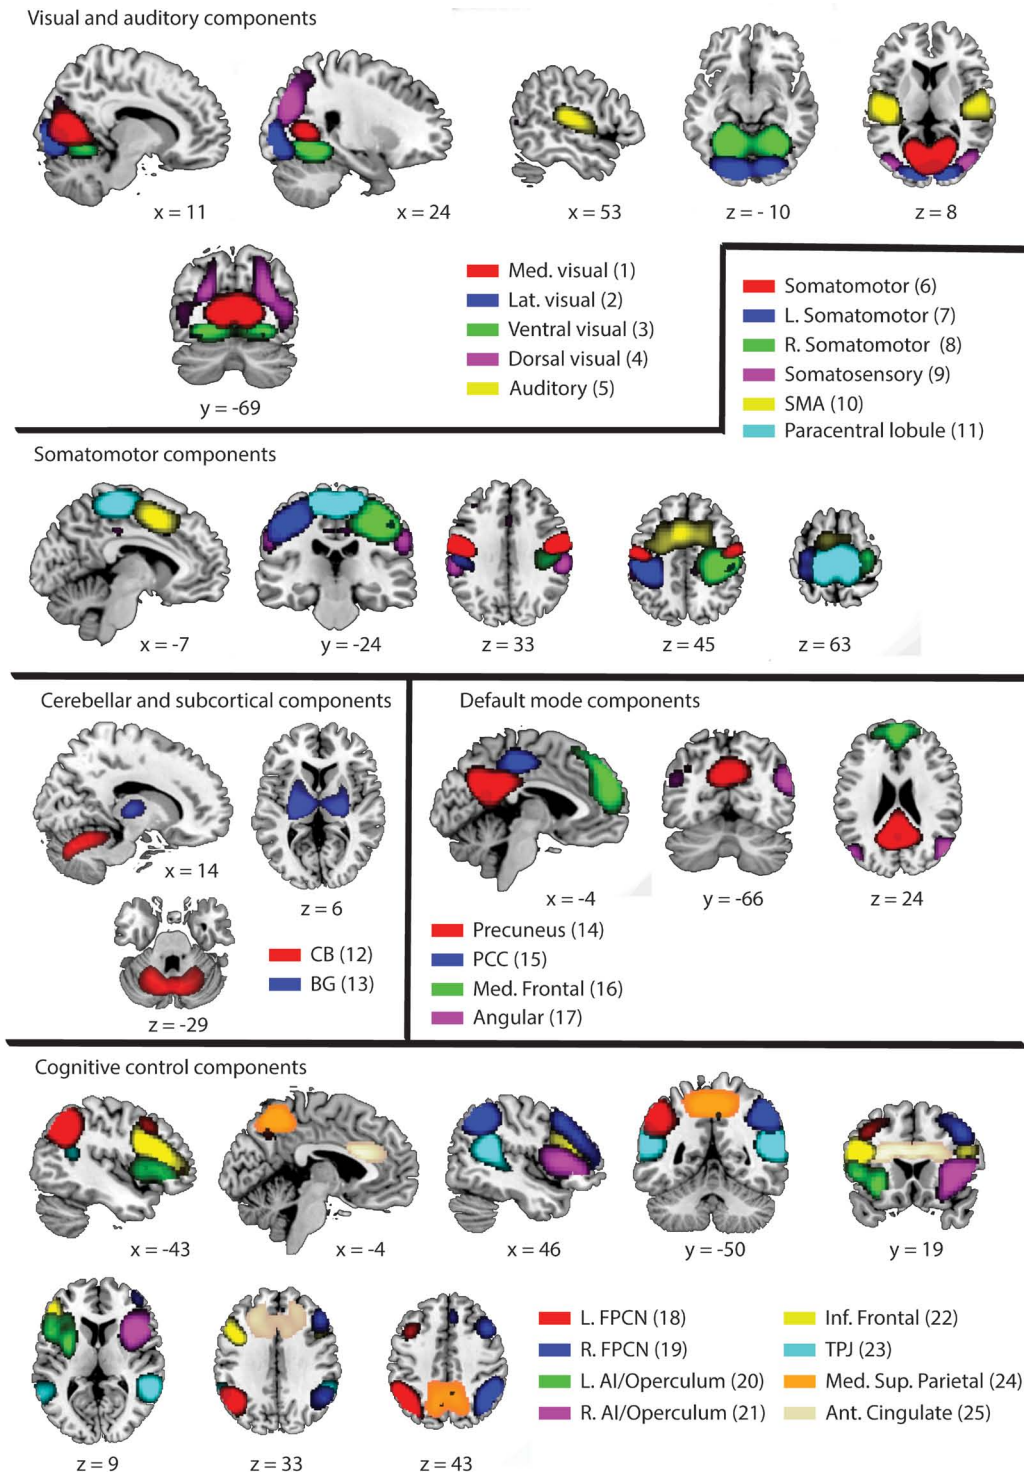 Visual and auditory components
x = 11
x = 24
x = 53
z = - 10
z = 8
y = -69
Med. visual (1)
Lat. visual (2)
Ventral visual (3)
Dorsal visual (4)
Auditory (5)
Somatomotor (6)
L. Somatomotor (7)
R. Somatomotor (8)
Somatosensory (9)
SMA (10)
Paracentral lobule (11)
Somatomotor components
x = -7
y = -24
z = 33
z = 45
z = 63
Cerebellar and subcortical components
x = 14
z = 6
z = -29
CB (12)
BG (13)
Default mode components
x = -4
y = -66
z = 24
Precuneus (14)
PCC (15)
Med. Frontal (16)
Angular (17)
Cognitive control components
x = -43
x = -4
x = 46
y = -50
y = 19
z = 9
z = 33
z = 43
L. FPCN (18)
R. FPCN (19)
L. AI/Operculum (20)
R. AI/Operculum (21)
Inf. Frontal (22)
TPJ (23)
Med. Sup. Parietal (24)
Ant. Cingulate (25)